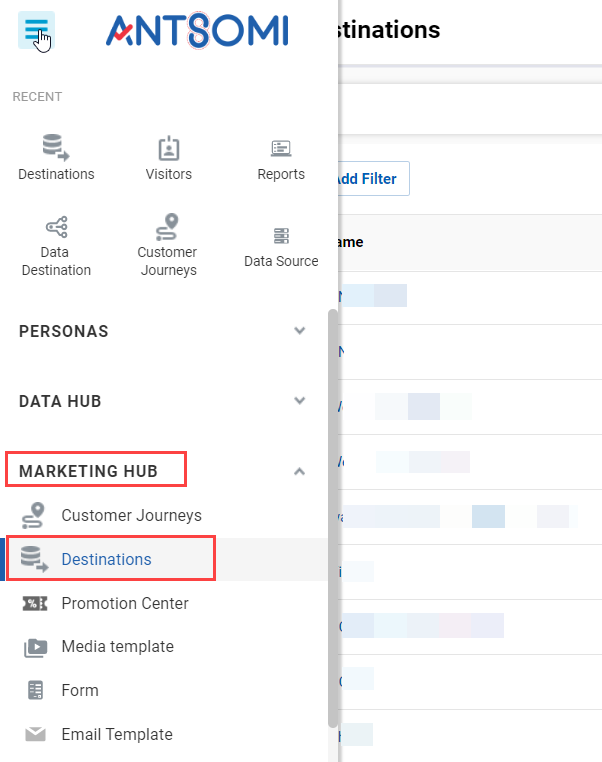 ANTSOMI
stinations
RECENT
Destinations Visitors Reports
Add Filter
Data Destination
Customer Journeys
Data Source
ame
PERSONAS
DATA HUB
MARKETING HUB
Customer Journeys
Destinations
Promotion Center
Media template
Form
Email Template